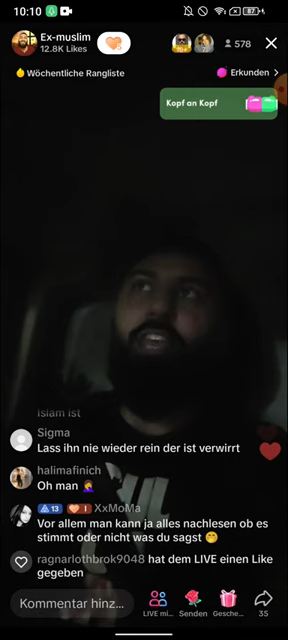 10:10
87
Ex-muslim
12.8K Likes
578
Wöchentliche Rangliste
Erkunden >
Kopf an Kopf
Islam ist
Sigma
Lass ihn nie wieder rein der ist verwirrt
halimafinich
Oh man 🤦‍♀️
13 I XxMoMa
Vor allem man kann ja alles nachlesen ob es
stimmt oder nicht was du sagst 🤭
ragnarlothbrok9048 hat dem LIVE einen Like
gegeben
Kommentar hinz...
LIVE mi...
Senden
Gesche...
35